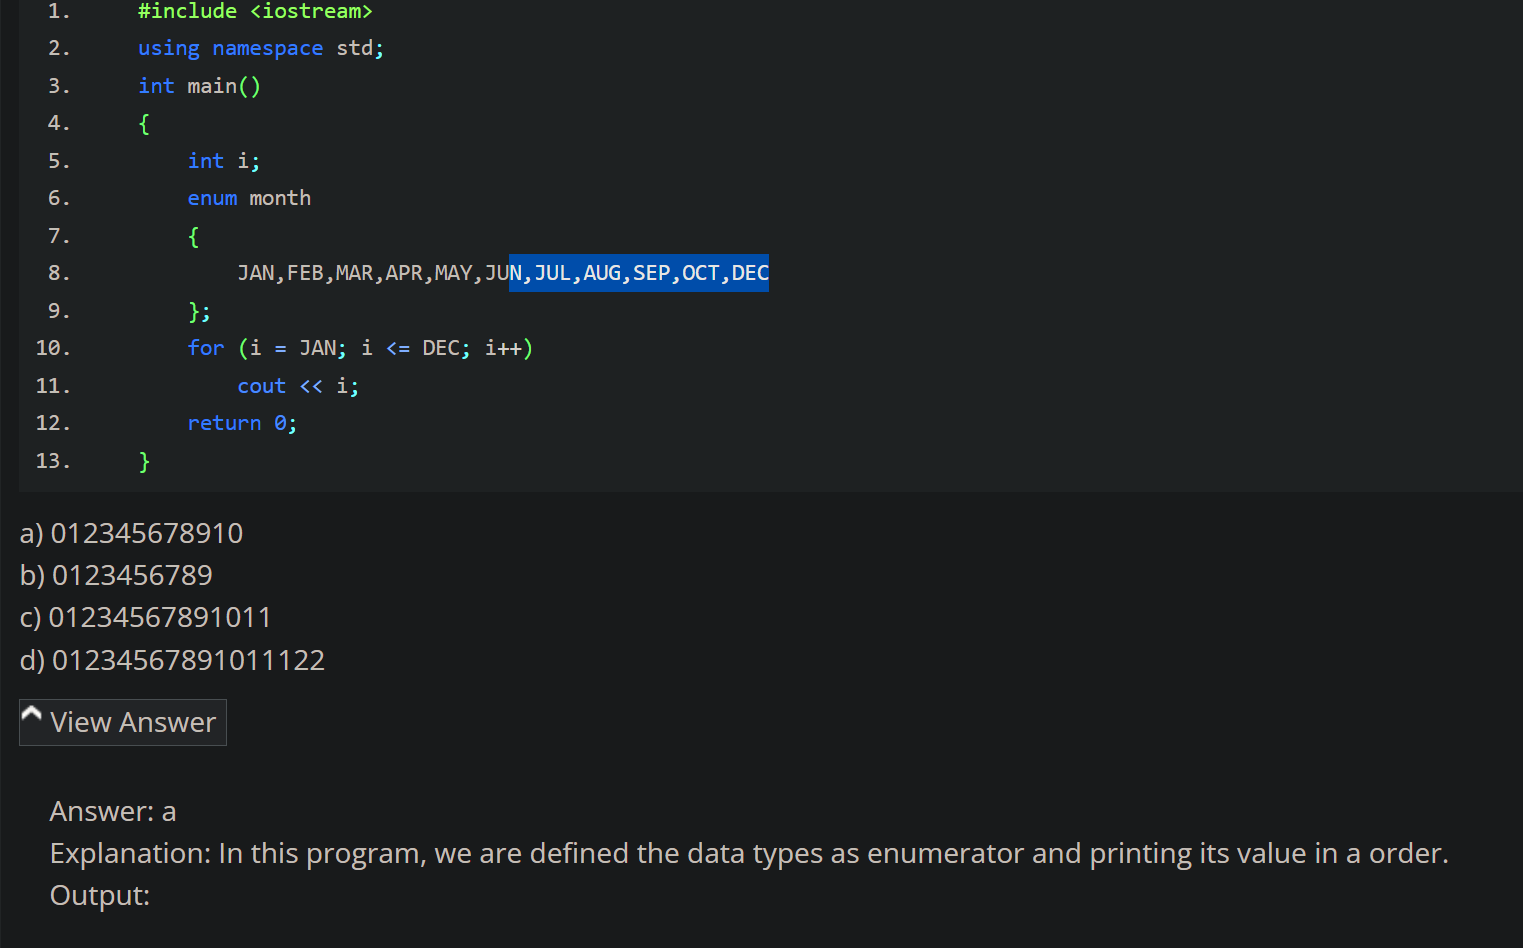 1. #include <iostream>
2. using namespace std;
3. int main()
4. {
5. int i;
6. enum month
7. {
8. JAN,FEB,MAR,APR,MAY,JUN,JUL,AUG,SEP,OCT,DEC
9. };
10. for (i = JAN; i <= DEC; i++)
11. cout << i;
12. return 0;
13. }
a) 012345678910
b) 0123456789
c) 01234567891011
d) 01234567891011122
View Answer
Answer: a
Explanation: In this program, we are defined the data types as enumerator and printing its value in a order.
Output: